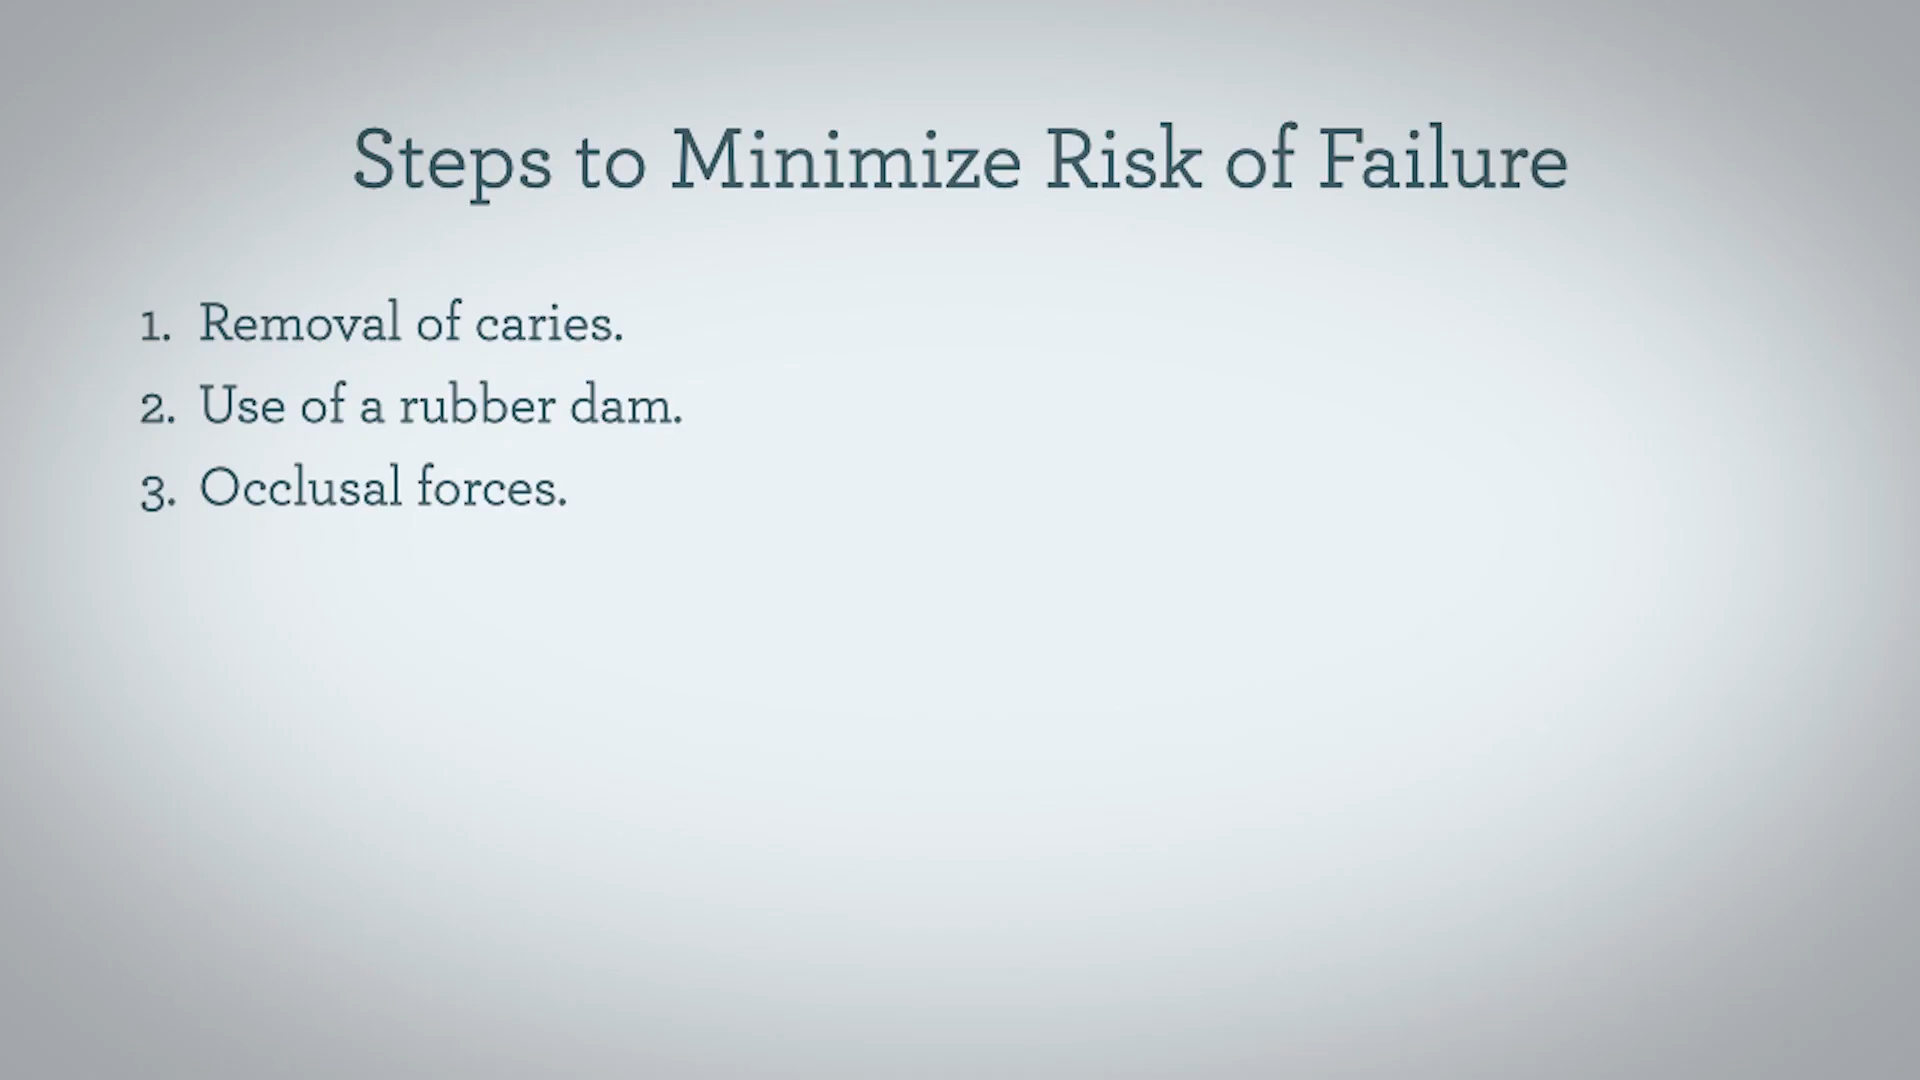 Steps to Minimize Risk of Failure
1. Removal of caries.
2. Use of a rubber dam.
3. Occlusal forces.